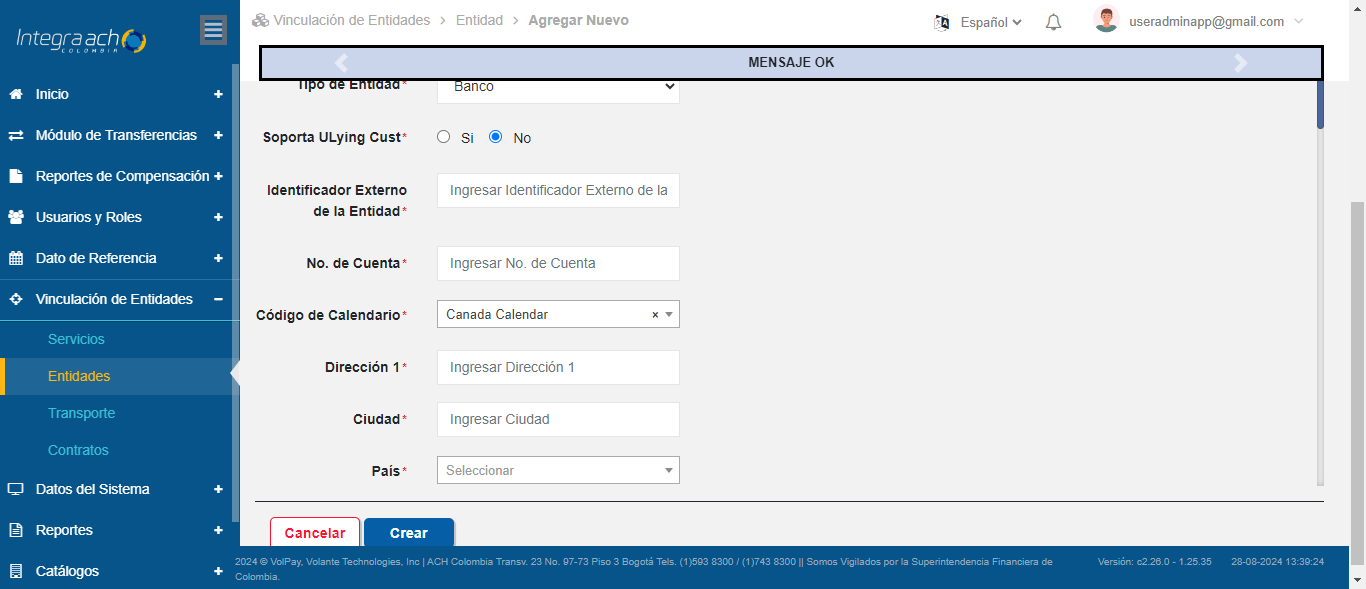 Integra ach
COLOMBIA
Vinculación de Entidades > Entidad > Agregar Nuevo
Español
useradminapp@gmail.com
MENSAJE OK
Inicio +
Módulo de Transferencias +
Reportes de Compensación +
Usuarios y Roles +
Dato de Referencia +
Vinculación de Entidades −
Servicios
Entidades
Transporte
Contratos
Datos del Sistema +
Reportes +
Catálogos +
Tipo de Entidad* Banco
Soporta ULying Cust* Si No
Identificador Externo de la Entidad* Ingresar Identificador Externo de la
No. de Cuenta* Ingresar No. de Cuenta
Código de Calendario* Canada Calendar ×
Dirección 1* Ingresar Dirección 1
Ciudad* Ingresar Ciudad
País* Seleccionar
Cancelar Crear
2024 © VolPay, Volante Technologies, Inc | ACH Colombia Transv. 23 No. 97-73 Piso 3 Bogotá Tels. (1)593 8300 / (1)743 8300 || Somos Vigilados por la Superintendencia Financiera de
Colombia.
Versión: c2.26.0 - 1.25.35 28-08-2024 13:39:24